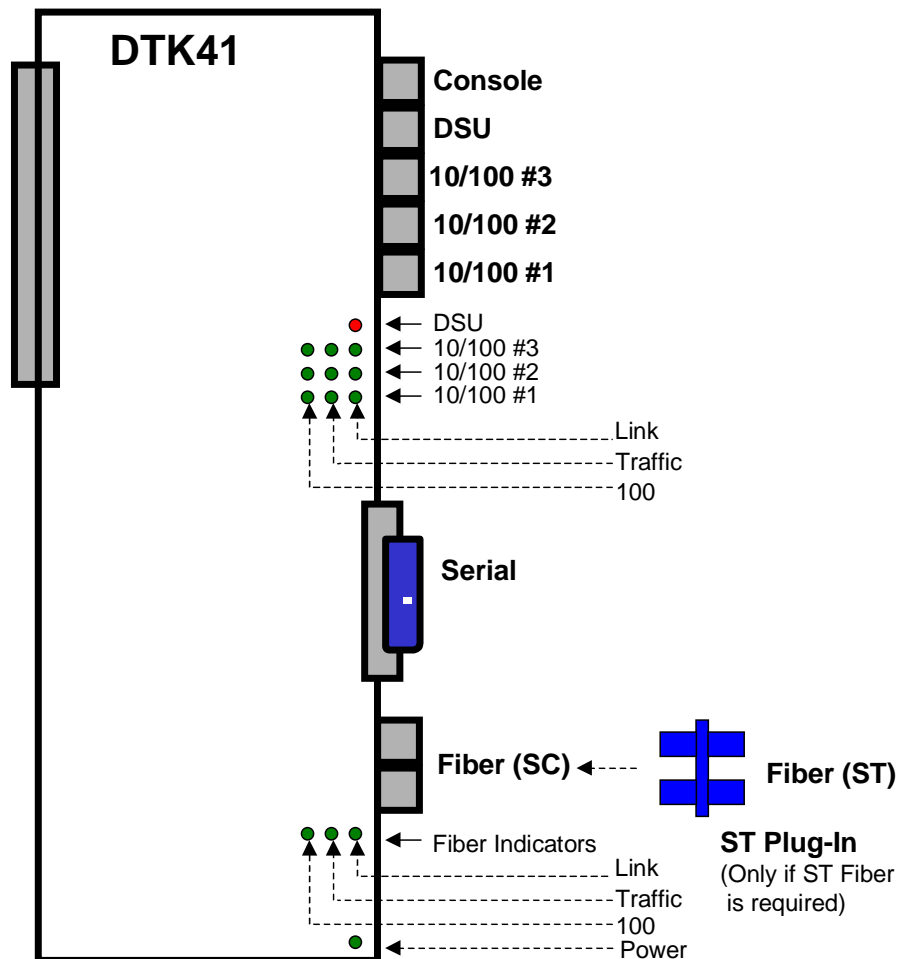 DTK41
Console
DSU
10/100 #3
10/100 #2
10/100 #1
DSU
10/100 #3
10/100 #2
10/100 #1
Link
Traffic
100
Serial
Fiber (SC)
Fiber (ST)
Fiber Indicators
ST Plug-In
(Only if ST Fiber
is required)
Link
Traffic
100
Power